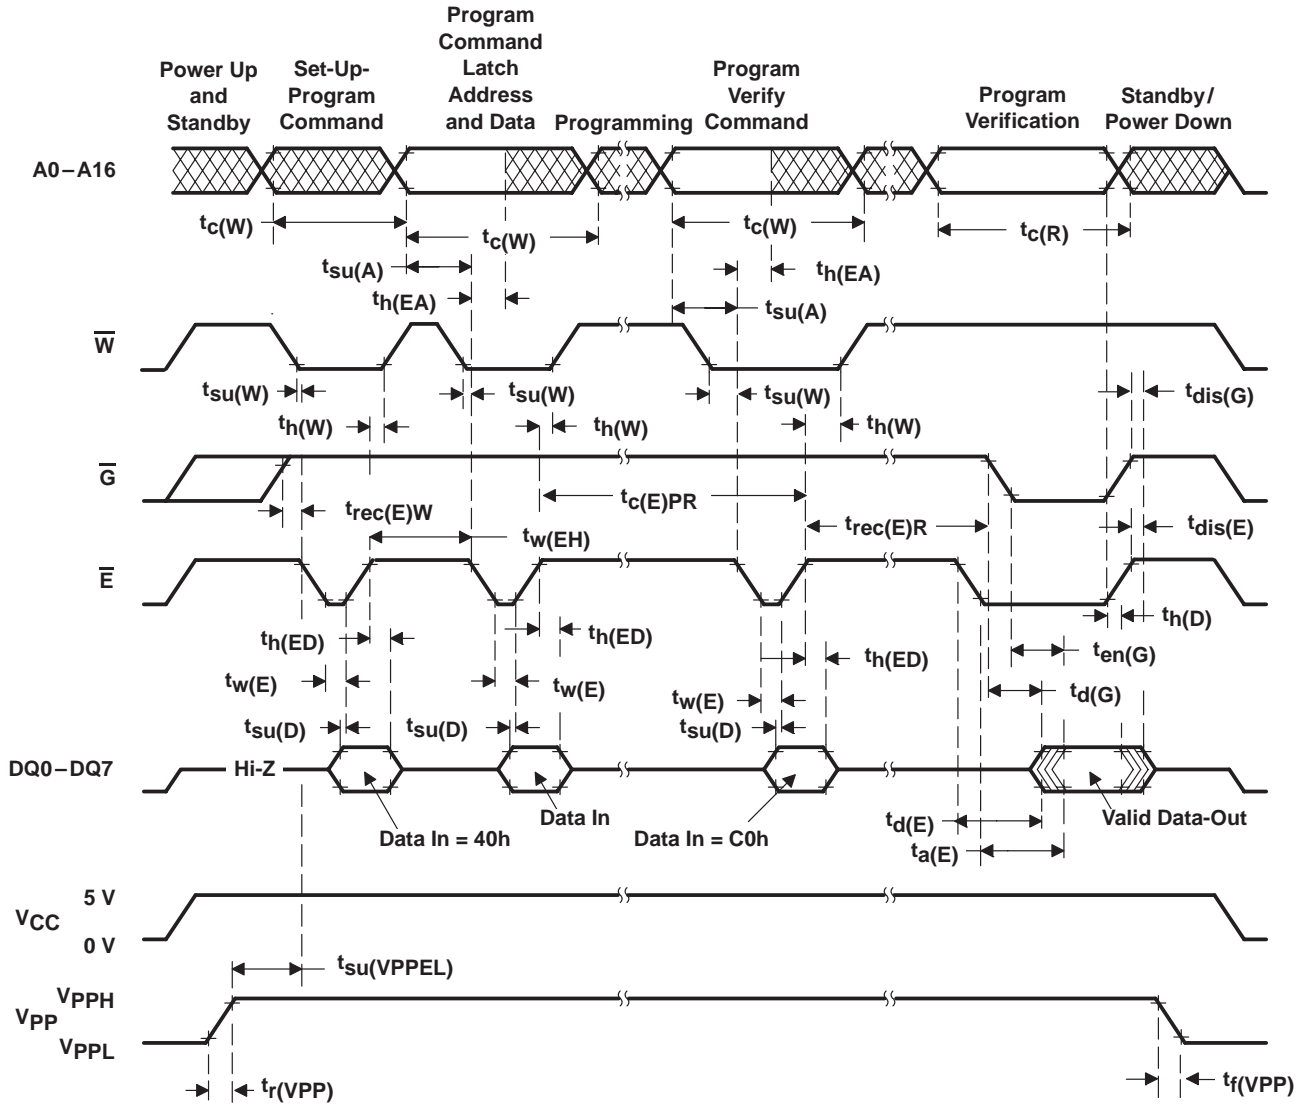 Power Up
and
Standby
Set-Up-
Program
Command
Program
Command
Latch
Address
and Data
Programming
Program
Verify
Command
Program
Verification
Standby/
Power Down
A0–A16
tc(W)
tc(W)
tc(W)
tc(R)
tsu(A)
th(EA)
th(EA)
tsu(A)
W
tsu(W)
tsu(W)
tsu(W)
tdis(G)
th(W)
th(W)
th(W)
G
trec(E)W
tc(E)PR
trec(E)R
tdis(E)
tw(EH)
E
th(ED)
th(ED)
th(ED)
th(D)
ten(G)
tw(E)
tw(E)
tw(E)
td(G)
tsu(D)
tsu(D)
tsu(D)
DQ0–DQ7
Hi-Z
Data In = 40h
Data In
Data In = C0h
Valid Data-Out
td(E)
ta(E)
5 V
VCC
0 V
tsu(VPPEL)
VPPH
VPP
VPPL
tr(VPP)
tf(VPP)